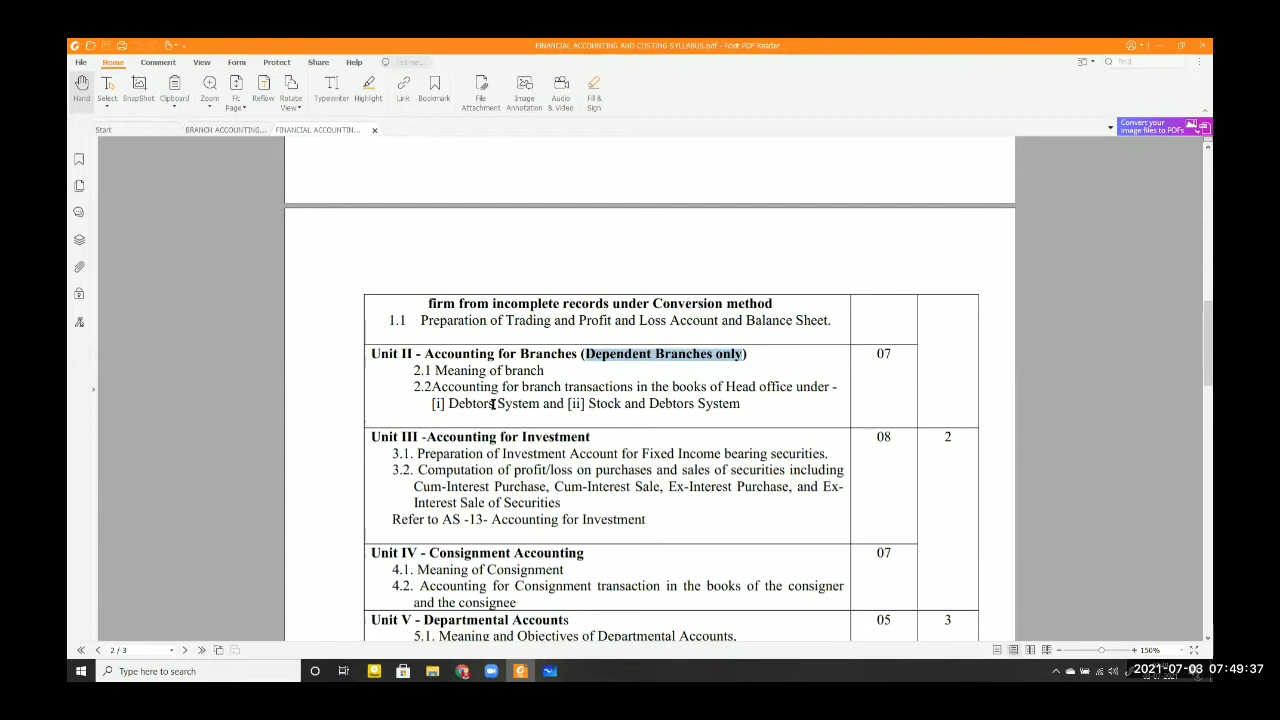 FINANCIAL ACCOUNTING AND COSTING SYLLABUS.pdf - Foxit PDF Reader
File Home Comment View Form Protect Share Help Tell me... Find
Hand Select SnapShot Clipboard Zoom Fit Page Reflow Rotate View Typewriter Highlight Link Bookmark File Attachment Image Annotation Audio & Video Fill & Sign
Start BRANCH ACCOUNTING... FINANCIAL ACCOUNTIN...
Convert your image files to PDFs
firm from incomplete records under Conversion method
1.1 Preparation of Trading and Profit and Loss Account and Balance Sheet.
Unit II - Accounting for Branches (Dependent Branches only) 07
2.1 Meaning of branch
2.2Accounting for branch transactions in the books of Head office under -
[i] Debtors System and [ii] Stock and Debtors System
Unit III -Accounting for Investment 08 2
3.1. Preparation of Investment Account for Fixed Income bearing securities.
3.2. Computation of profit/loss on purchases and sales of securities including
Cum-Interest Purchase, Cum-Interest Sale, Ex-Interest Purchase, and Ex-
Interest Sale of Securities
Refer to AS -13- Accounting for Investment
Unit IV - Consignment Accounting 07
4.1. Meaning of Consignment
4.2. Accounting for Consignment transaction in the books of the consigner
and the consignee
Unit V - Departmental Accounts 05 3
5.1. Meaning and Objectives of Departmental Accounts.
2 / 3 150%
Type here to search
2021-07-03 07:49:37